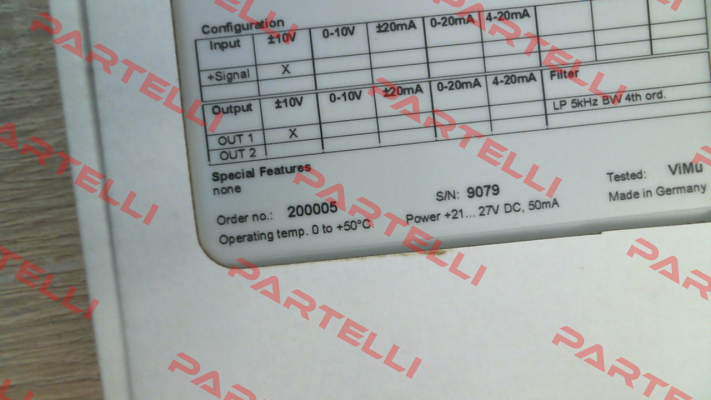 Configuration
Input ±10V 0-10V ±20mA 0-20mA 4-20mA
+Signal X
Output ±10V 0-10V ±20mA 0-20mA 4-20mA Filter
OUT 1 X LP 5kHz BW 4th ord.
OUT 2
Special Features
none
Order no.: 200005 S/N: 9079 Tested: ViMu
Operating temp. 0 to +50°C Power +21... 27V DC, 50mA Made in Germany
PARTELLI
PARTELLI
PARTELLI
PARTELLI
PARTELLI
PARTELLI